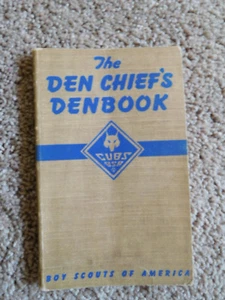 The
DEN CHIEF'S
DENBOOK
CUBS
BSA
BOY SCOUTS OF AMERICA